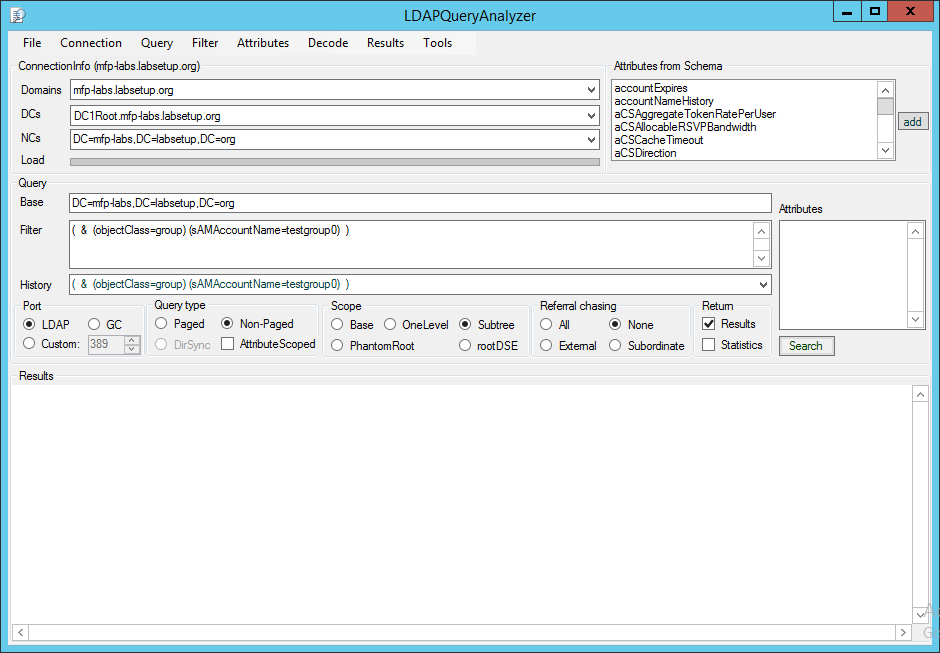 LDAPQueryAnalyzer
File Connection Query Filter Attributes Decode Results Tools
ConnectionInfo (mfp-labs.labsetup.org)
Domains mfp-labs.labsetup.org
DCs DC1Root.mfp-labs.labsetup.org
NCs DC=mfp-labs,DC=labsetup,DC=org
Load
Attributes from Schema
accountExpires
accountNameHistory
aCSAggregateTokenRatePerUser
aCSAllocableRSVPBandwidth
aCSCacheTimeout
aCSDirection
add
Query
Base DC=mfp-labs,DC=labsetup,DC=org
Filter ( & (objectClass=group) (sAMAccountName=testgroup0) )
History ( & (objectClass=group) (sAMAccountName=testgroup0) )
Attributes
Port
LDAP GC
Custom: 389
Query type
Paged Non-Paged
DirSync AttributeScoped
Scope
Base OneLevel Subtree
PhantomRoot rootDSE
Referral chasing
All None
External Subordinate
Return
Results
Statistics
Search
Results